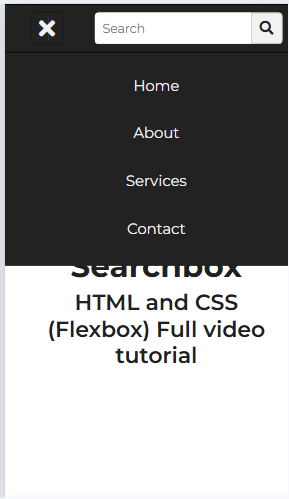 Search
Home
About
Services
Contact
Searchbox
HTML and CSS
(Flexbox) Full video
tutorial